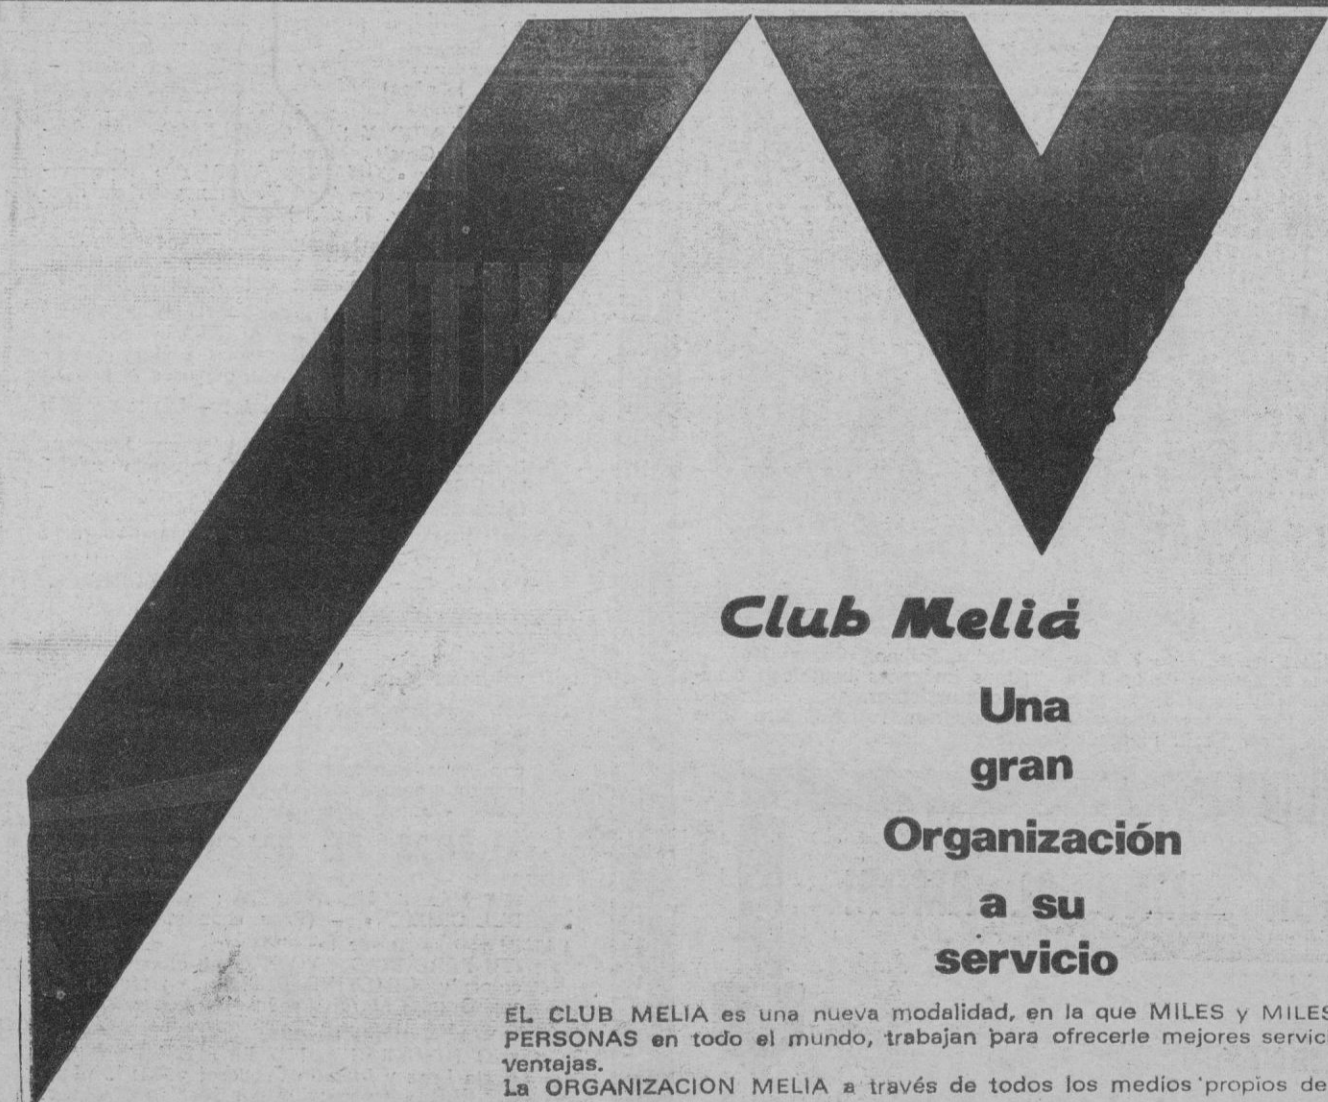 Club Meliá
Una
gran
Organización
a su
servicio
EL CLUB MELIA es una nueva modalidad, en la que MILES y MILES
PERSONAS en todo el mundo, trabajan para ofrecerle mejores servic
ventajas.
La ORGANIZACION MELIA a través de todos los medios propios de